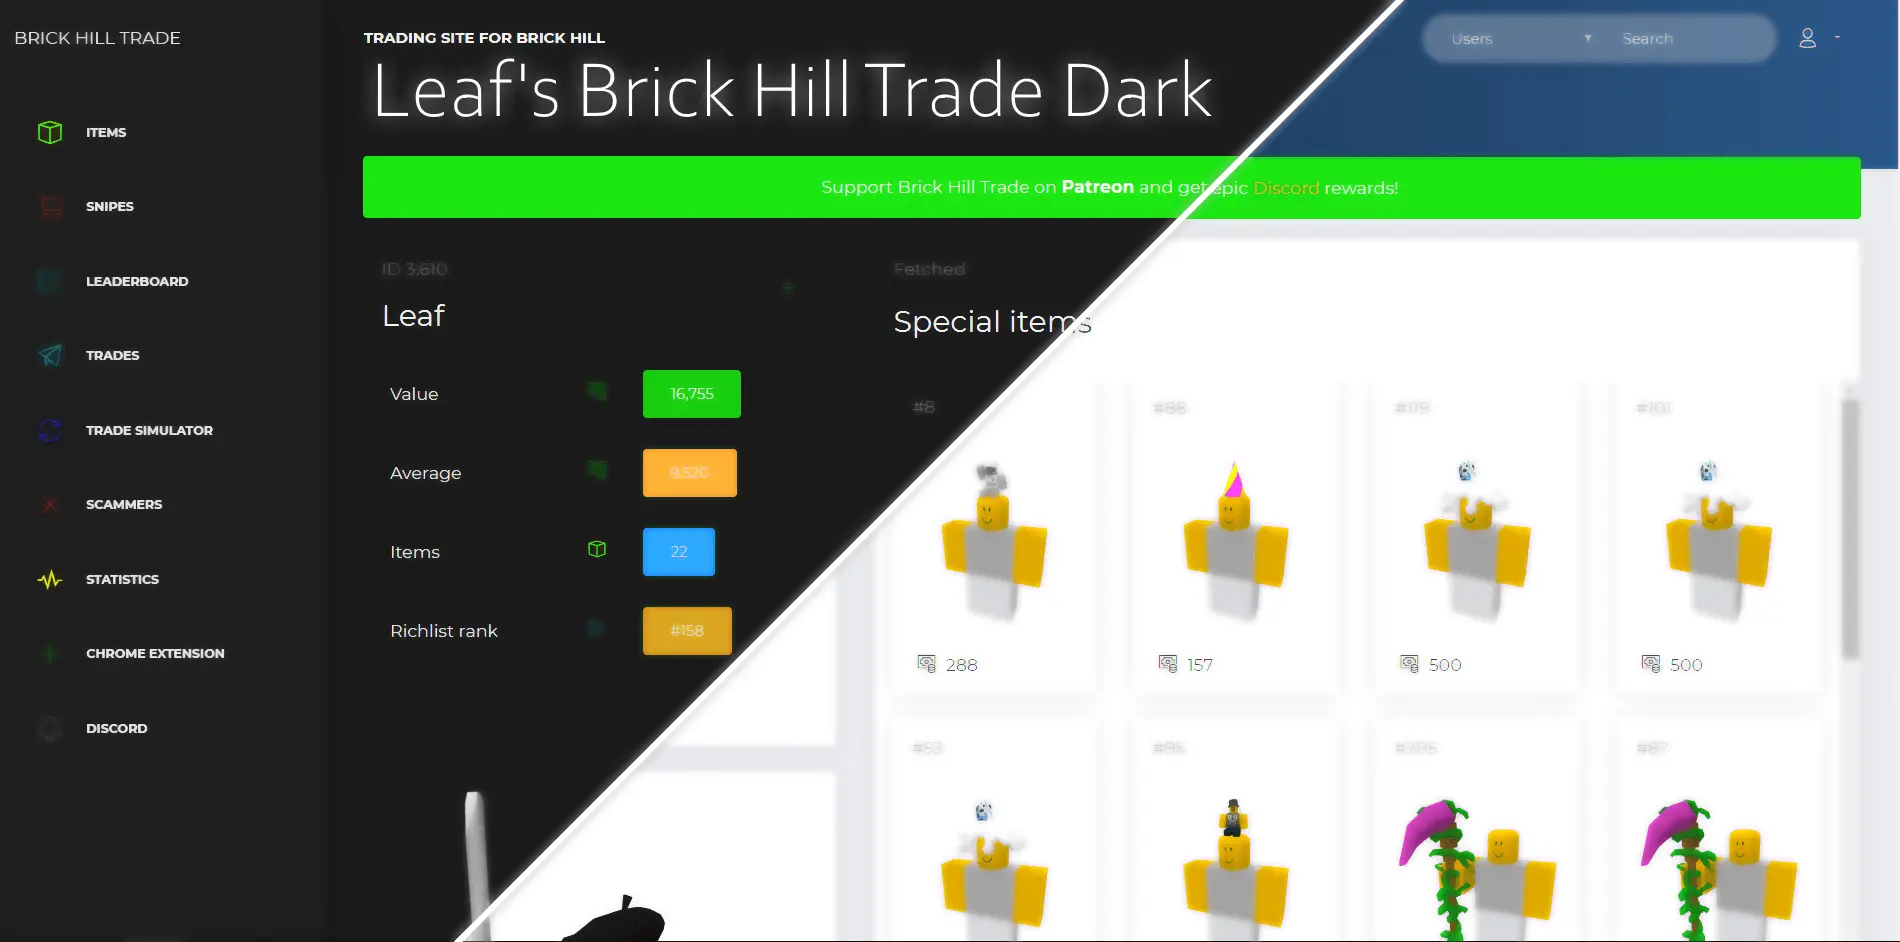 BRICK HILL TRADE
ITEMS
SNIPES
LEADERBOARD
TRADES
TRADE SIMULATOR
SCAMMERS
STATISTICS
CHROME EXTENSION
DISCORD
TRADING SITE FOR BRICK HILL
Leaf's Brick Hill Trade Dark
Users
Search
Support Brick Hill Trade on Patreon and get epic Discord rewards!
ID 3,610
Leaf
Value
16,755
Average
9,520
Items
22
Richlist rank
#158
Fetched
Special items
#8
#88
#119
#101
288
157
500
500
#53
#95
#87